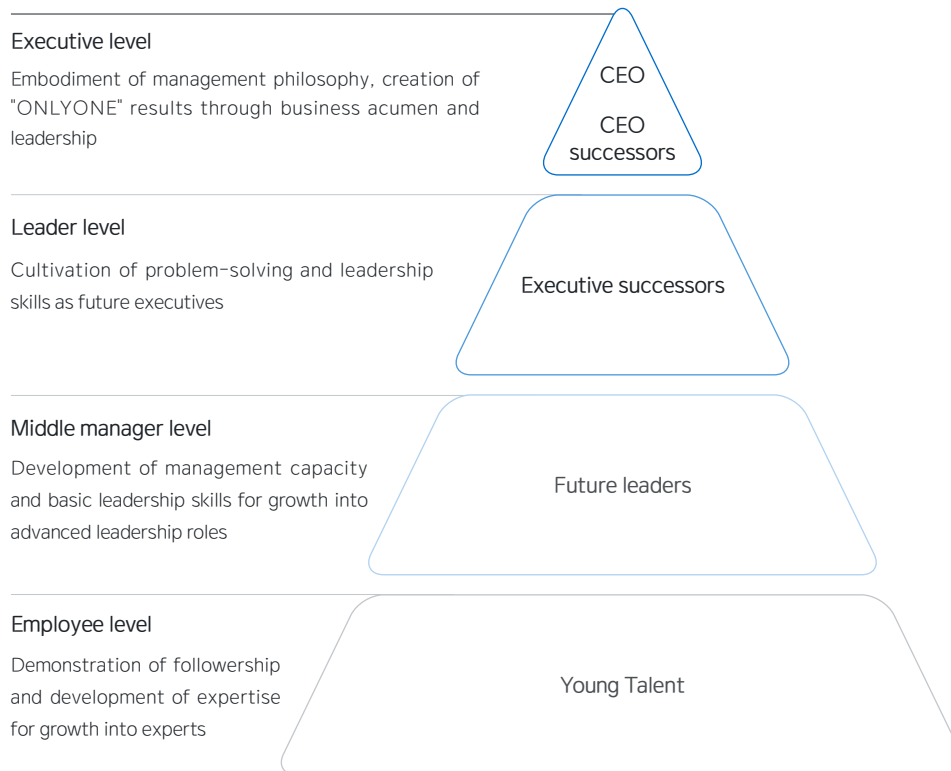 Executive level
Embodiment of management philosophy, creation of
"ONLYONE" results through business acumen and
leadership
CEO
CEO
successors
Leader level
Cultivation of problem-solving and leadership
skills as future executives
Executive successors
Middle manager level
Development of management capacity
and basic leadership skills for growth into
advanced leadership roles
Future leaders
Employee level
Demonstration of followership
and development of expertise
for growth into experts
Young Talent